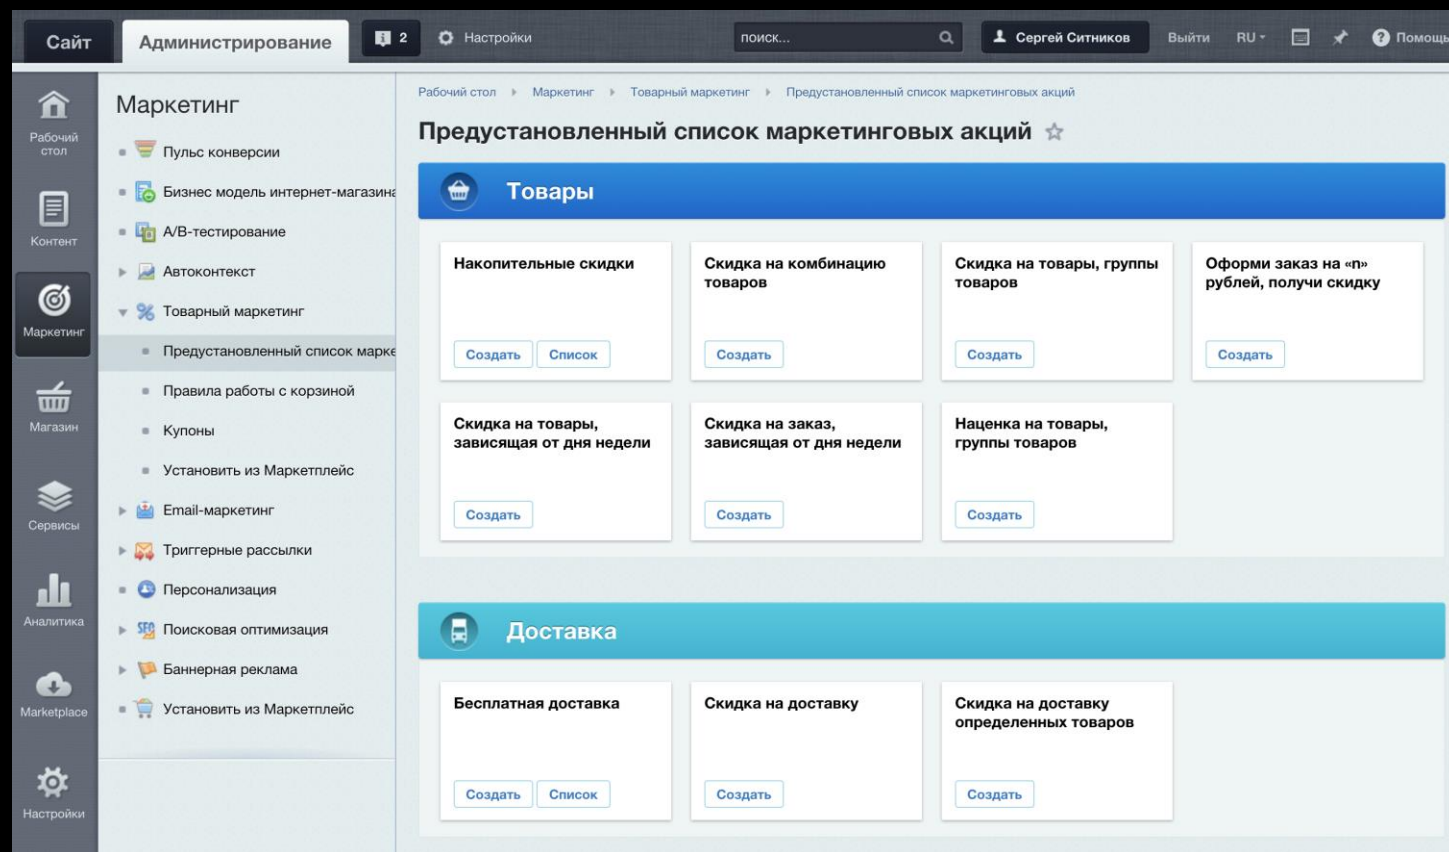 Сайт
Администрирование
2
Настройки
поиск...
Сергей Ситников
Выйти
RU
Помощь
Рабочий
стол
Контент
Маркетинг
Магазин
Сервисы
Аналитика
Marketplace
Настройки
Маркетинг
Пульс конверсии
Бизнес модель интернет-магазина
A/B-тестирование
Автоконтекст
Товарный маркетинг
Предустановленный список марке
Правила работы с корзиной
Купоны
Установить из Маркетплейс
Email-маркетинг
Триггерные рассылки
Персонализация
SEO Поисковая оптимизация
Баннерная реклама
Установить из Маркетплейс
Рабочий стол Маркетинг Товарный маркетинг Предустановленный список маркетинговых акций
Предустановленный список маркетинговых акций
Товары
Накопительные скидки
Создать Список
Скидка на комбинацию
товаров
Создать
Скидка на товары, группы
товаров
Создать
Оформи заказ на «n»
рублей, получи скидку
Создать
Скидка на товары,
зависящая от дня недели
Создать
Скидка на заказ,
зависящая от дня недели
Создать
Наценка на товары,
группы товаров
Создать
Доставка
Бесплатная доставка
Создать Список
Скидка на доставку
Создать
Скидка на доставку
определенных товаров
Создать